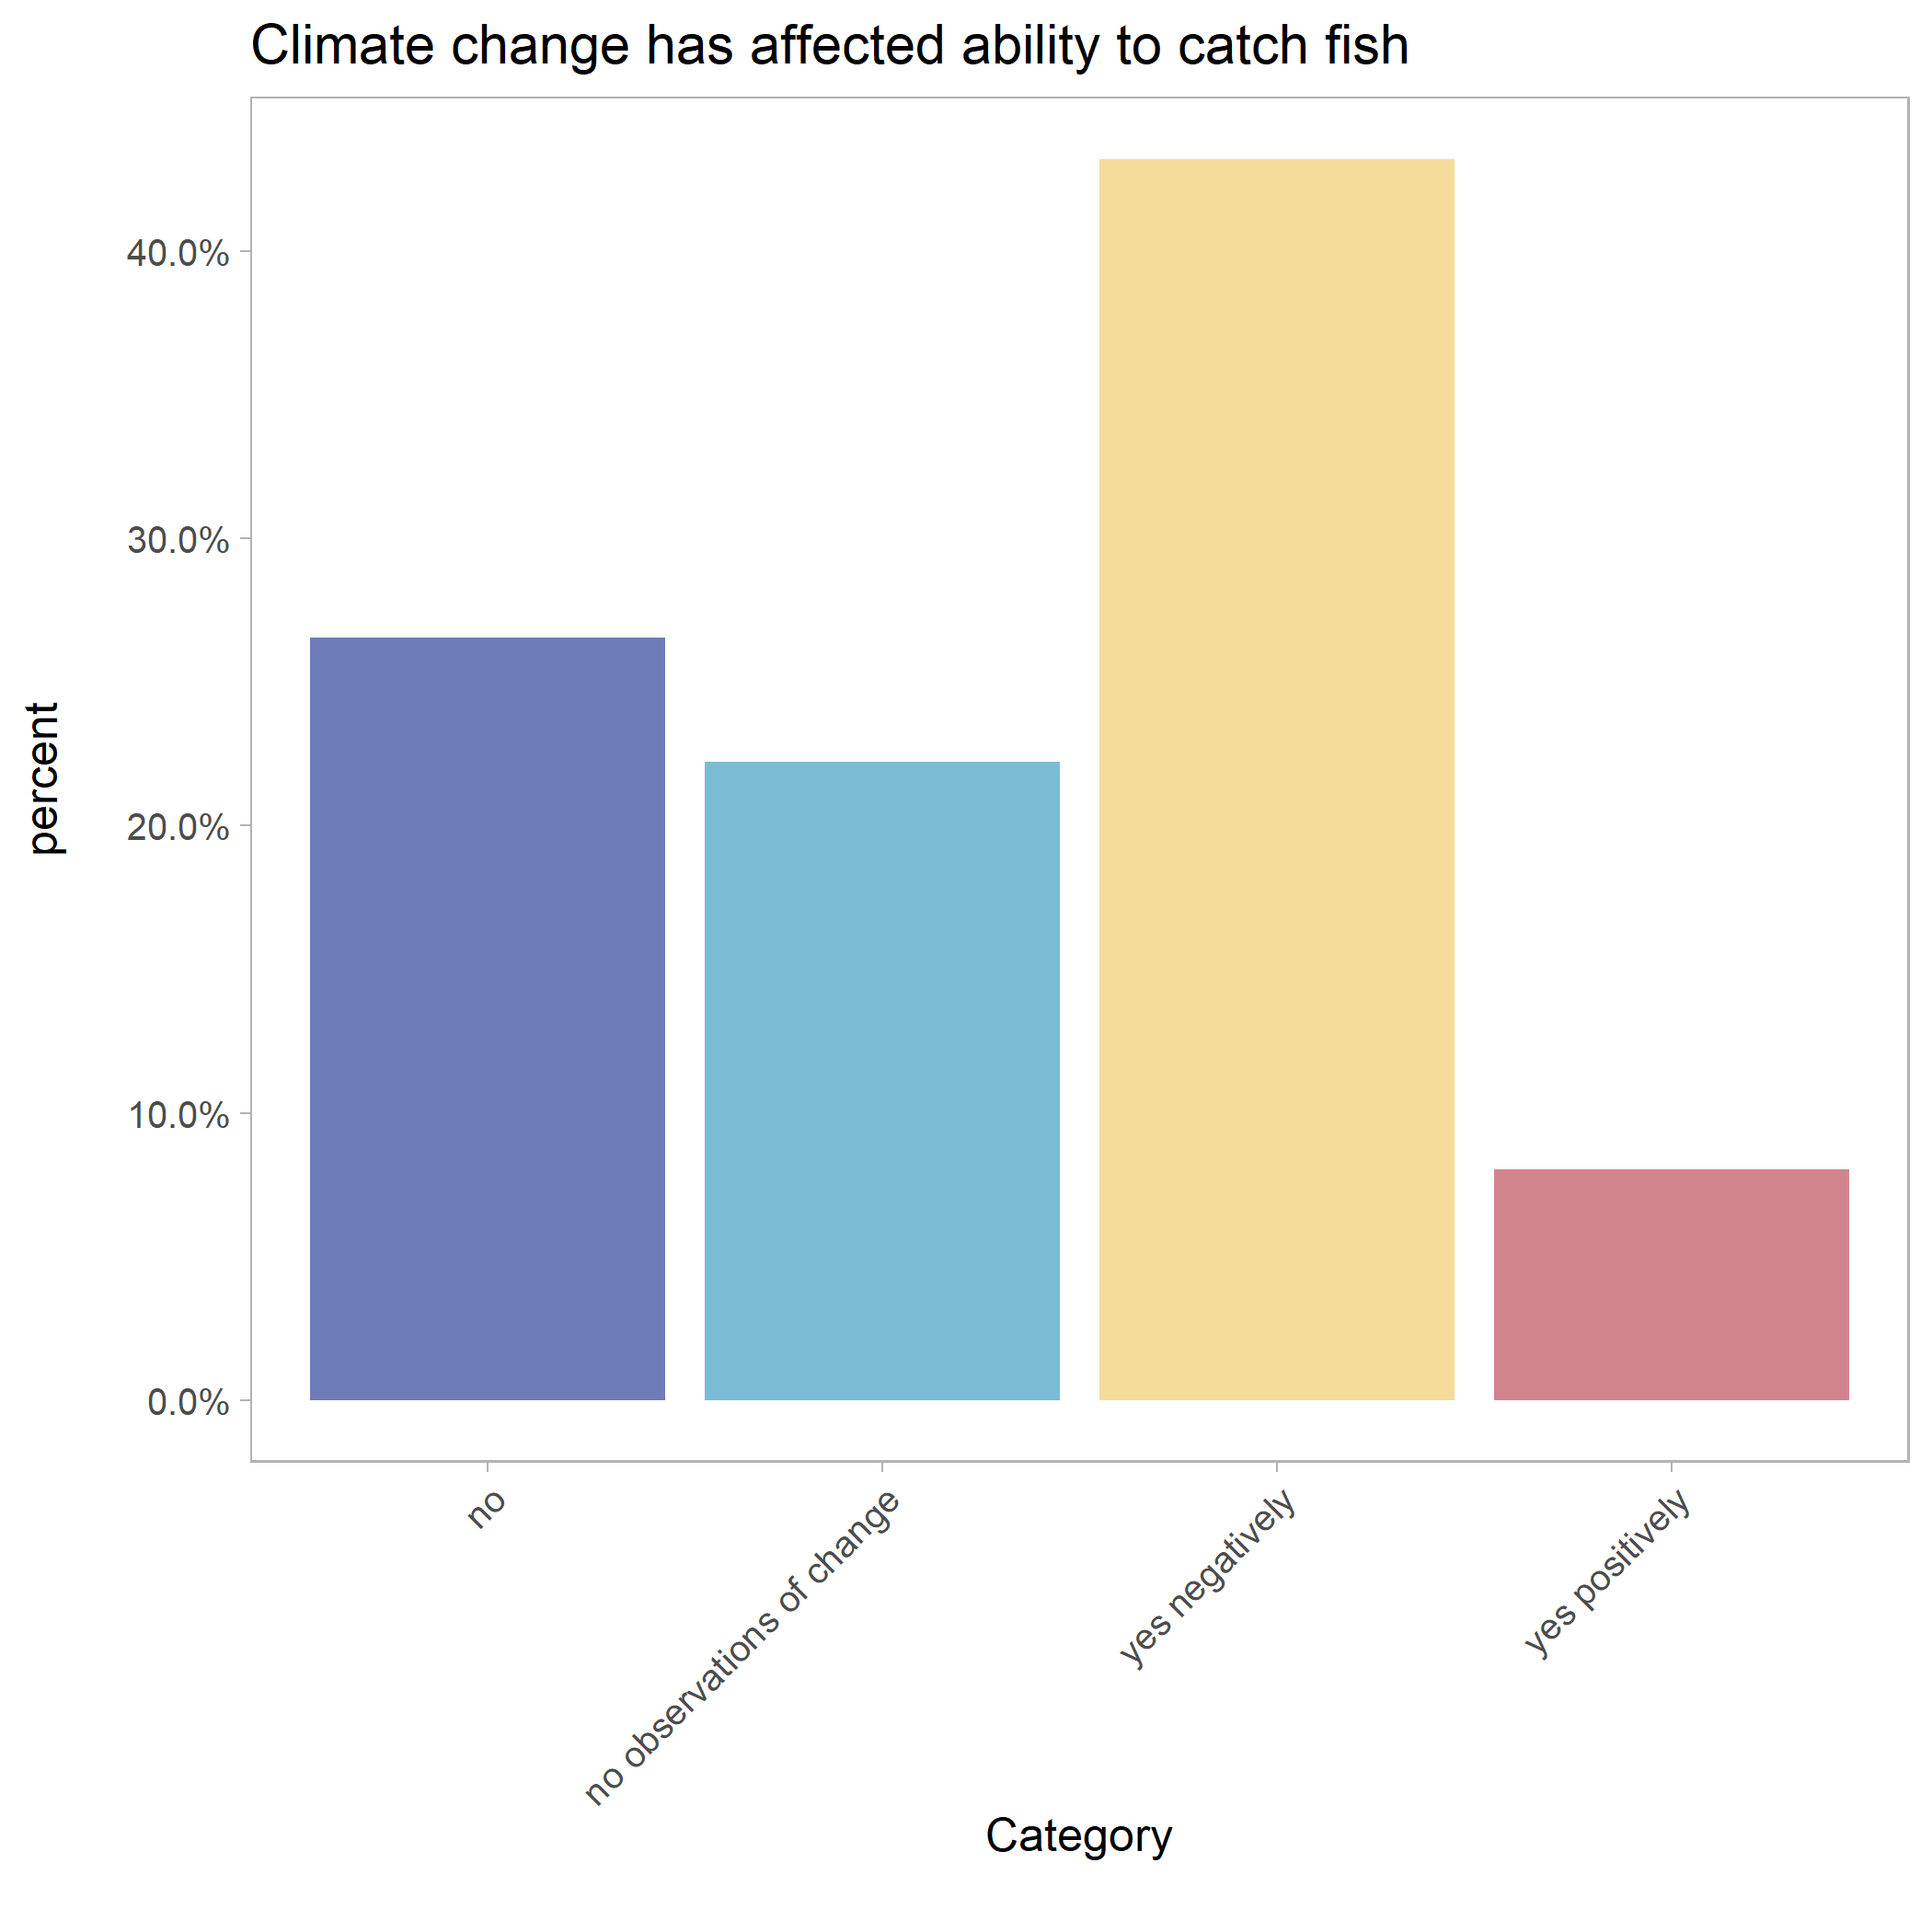 Climate change has affected ability to catch fish
percent
40.0%
30.0%
20.0%
10.0%
0.0%
no
no observations of change
yes negatively
yes positively
Category